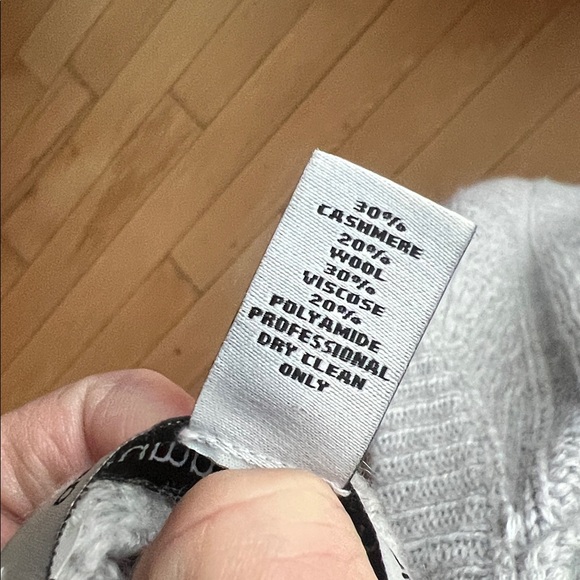 30%
CASHMERE
20%
WOOL
30%
VISCOSE
20%
POLYAMIDE
PROFESSIONAL
DRY CLEAN
ONLY